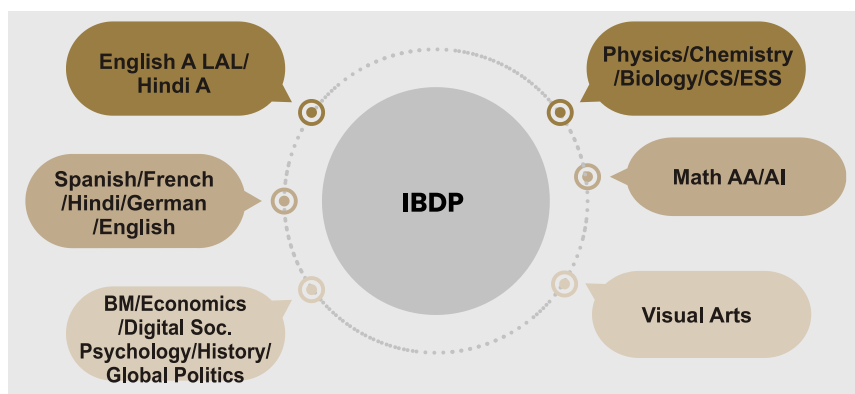 English A LAL/
Hindi A
Spanish/French
/Hindi/German
/English
BM/Economics
/Digital Soc.
Psychology/History/
Global Politics
IBDP
Physics/Chemistry
/Biology/CS/ESS
Math AA/AI
Visual Arts